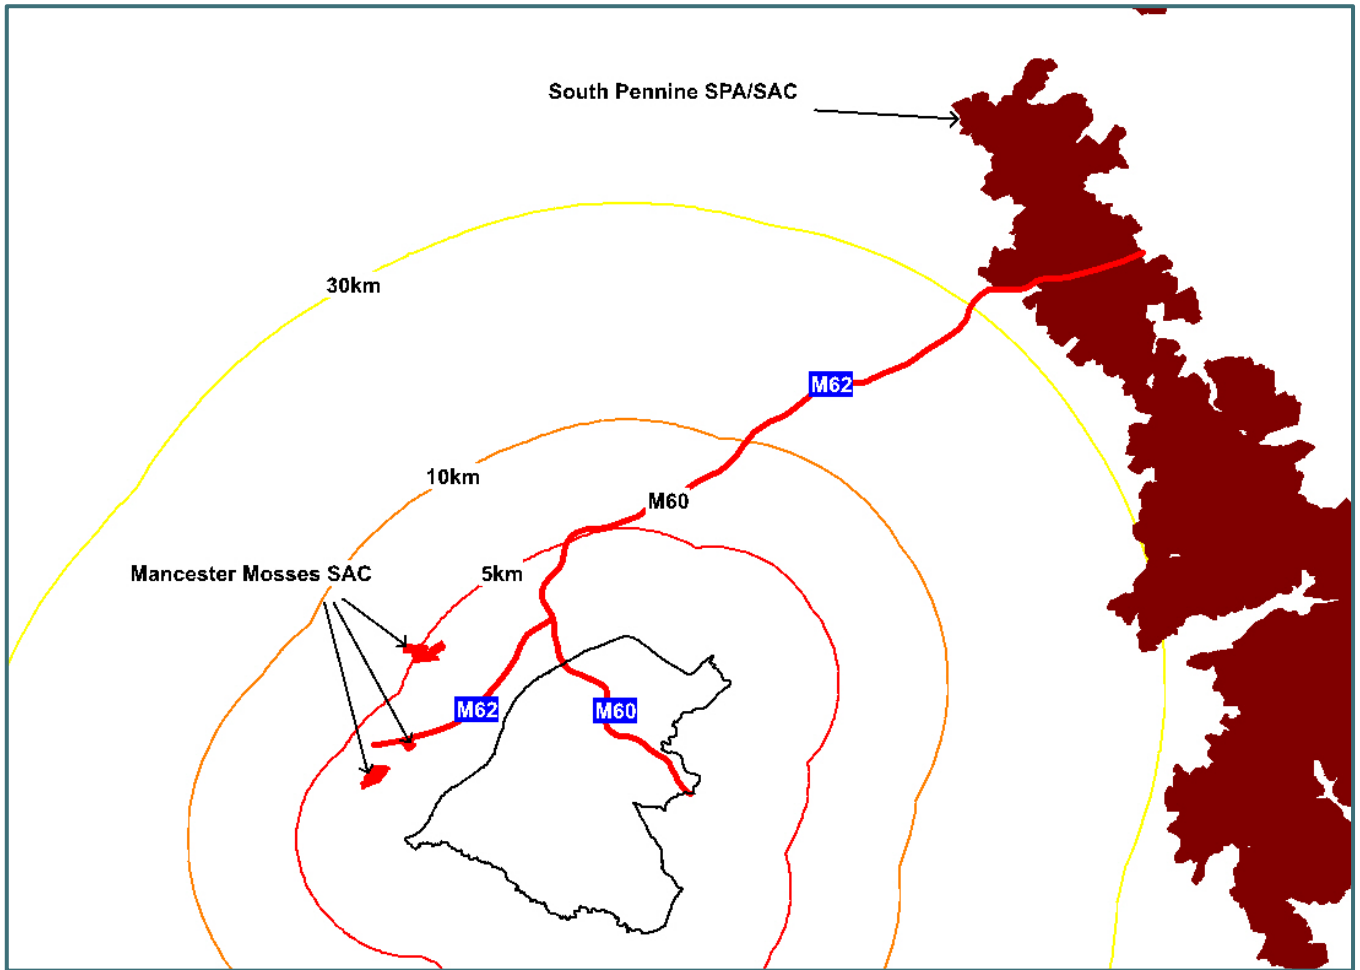 South Pennine SPA/SAC
30km
M62
10km
M60
Mancester Mosses SAC
5km
M62
M60